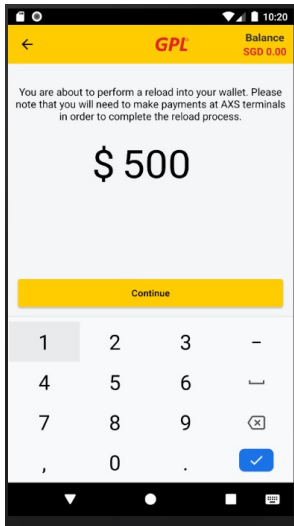 10:20
GPL
Balance
SGD 0.00
You are about to perform a reload into your wallet. Please
note that you will need to make payments at AXS terminals
in order to complete the reload process.
$ 500
Continue
1 2 3 -
4 5 6
7 8 9
, 0 .